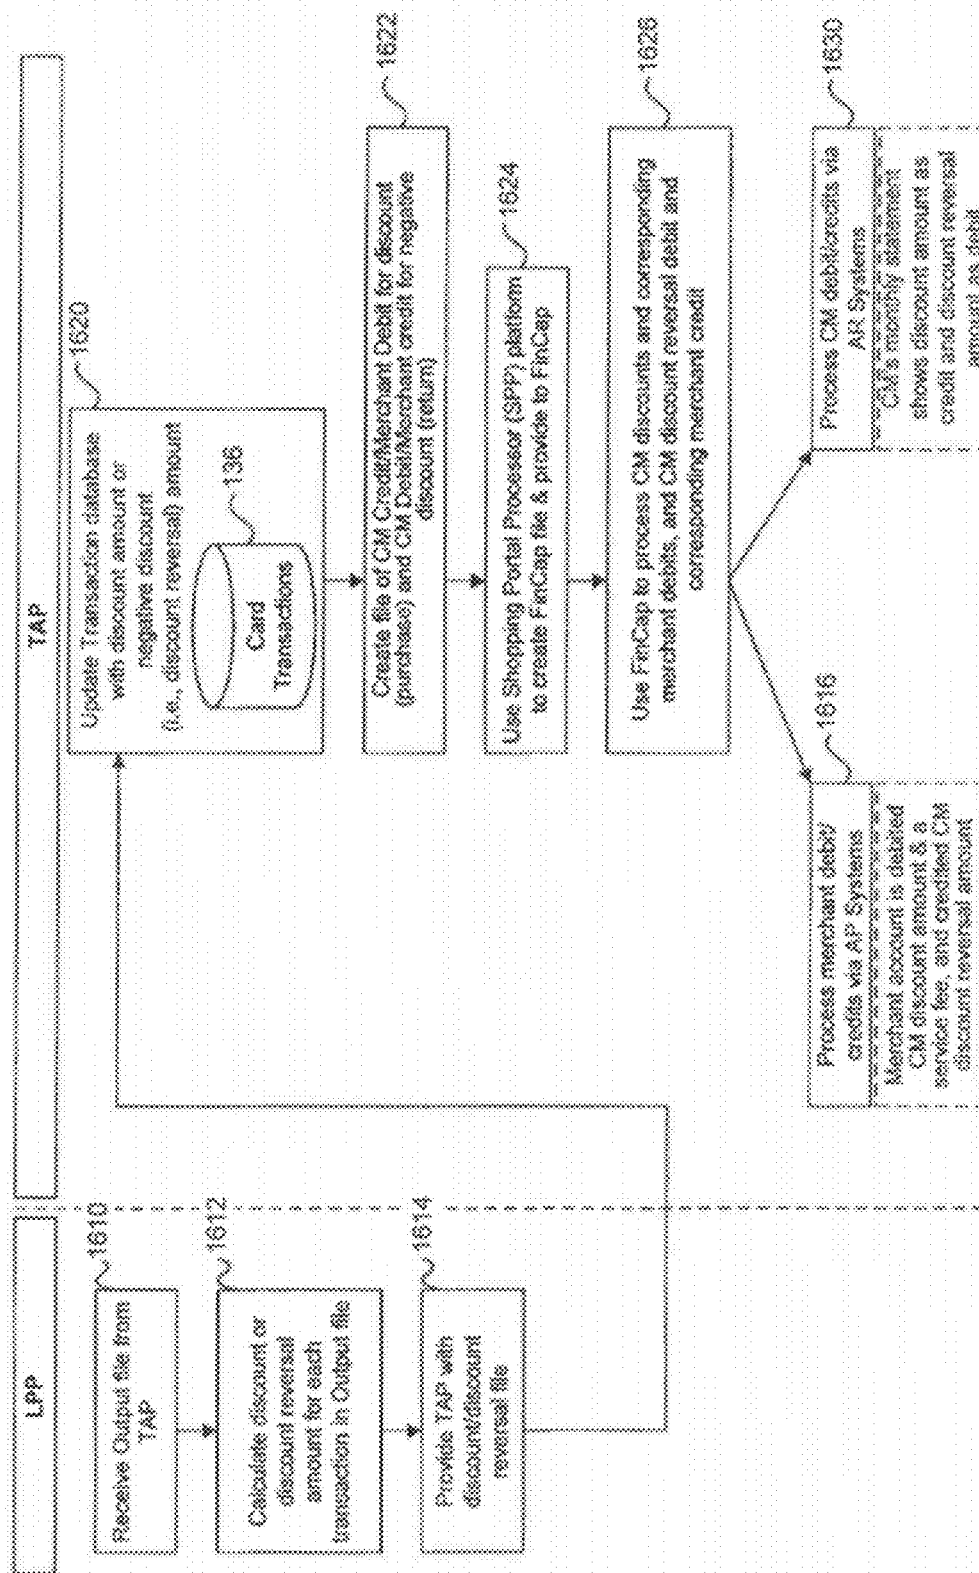 LPP
TAP
1610
Receive Output file from
TAP
1612
Calculate discount or
discount reversal
amount for each
transaction in Output file
1614
Provide TAP with
discount/discount
reversal file
1620
Update Transaction database
with discount amount or
negative discount
(i.e., discount reversal) amount
136
Card
Transactions
1622
Create file of CM Credit/Merchant Debit for discount
(purchase) and CM Debit/Mechant credit for negative
discount (return)
1624
Use Shopping Portal Processor (SPP) platform
to create FinCap file & provide to FinCap
1628
Use FinCap to process CM discounts and corresponding
merchant debits, and CM discount reversal debit and
corresponding merchant credit
1616
Process merchant debit/
credits via AP Systems
Merchant account is debited
CM discount amount & a
service fee, and credited CM
discount reversal amount
1630
Process CM debit/credits via
AR Systems
CM's monthly statement
shows discount amount as
credit and discount reversal
amount as debit